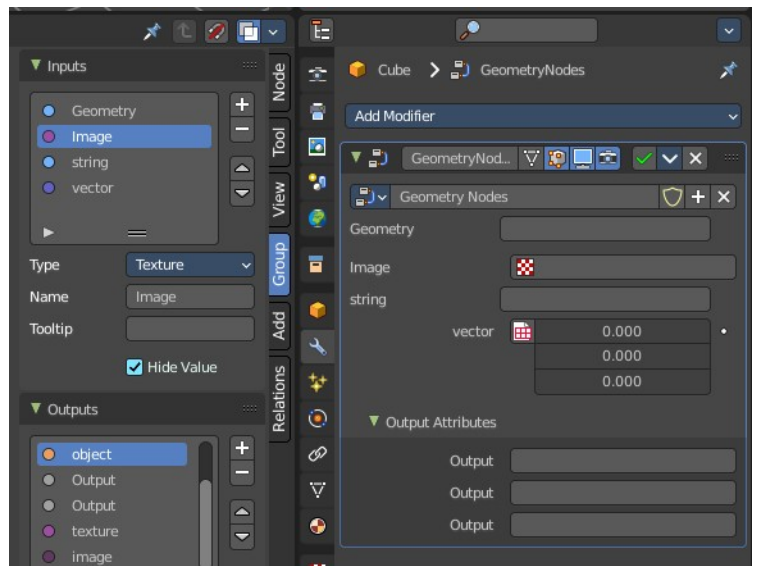 Inputs
Geometry
Image
string
vector
Type Texture
Name Image
Tooltip
Hide Value
Outputs
object
Output
Output
texture
image
Node
Tool
View
Group
Add
Relations
Cube GeometryNodes
Add Modifier
GeometryNod...
Geometry Nodes
Geometry
Image
string
vector 0.000
0.000
0.000
Output Attributes
Output
Output
Output